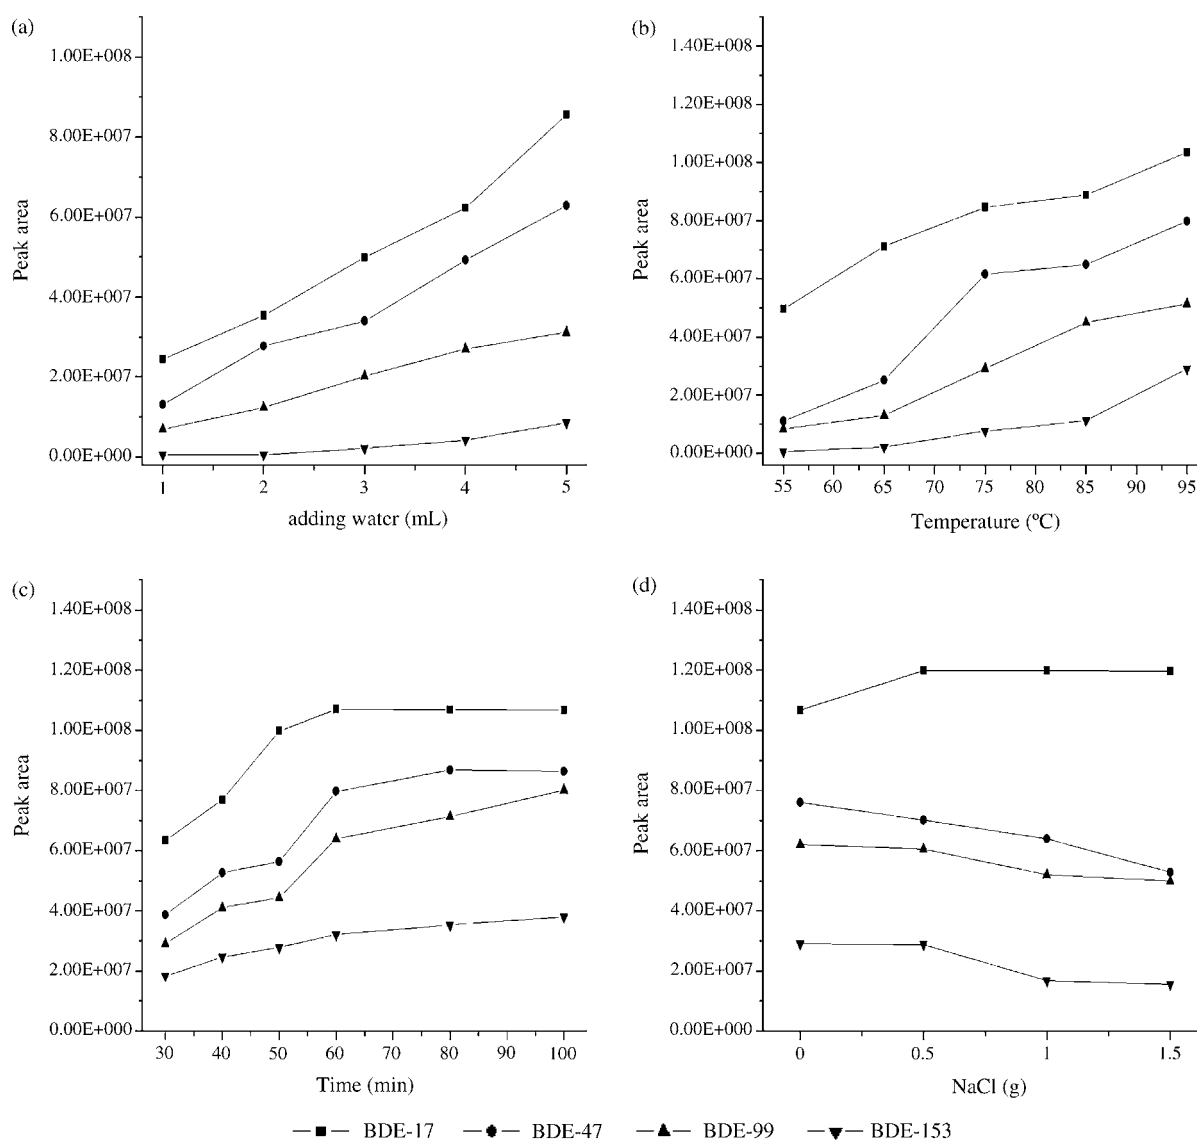 (a)
1.00E+008
8.00E+007
6.00E+007
4.00E+007
2.00E+007
0.00E+000
Peak area
1 2 3 4 5
adding water (mL)
(b)
1.40E+008
1.20E+008
1.00E+008
8.00E+007
6.00E+007
4.00E+007
2.00E+007
0.00E+000
Peak area
55 60 65 70 75 80 85 90 95
Temperature (ºC)
(c)
1.40E+008
1.20E+008
1.00E+008
8.00E+007
6.00E+007
4.00E+007
2.00E+007
0.00E+000
Peak area
30 40 50 60 70 80 90 100
Time (min)
(d)
1.40E+008
1.20E+008
1.00E+008
8.00E+007
6.00E+007
4.00E+007
2.00E+007
0.00E+000
Peak area
0 0.5 1 1.5
NaCl (g)
BDE-17 BDE-47 BDE-99 BDE-153